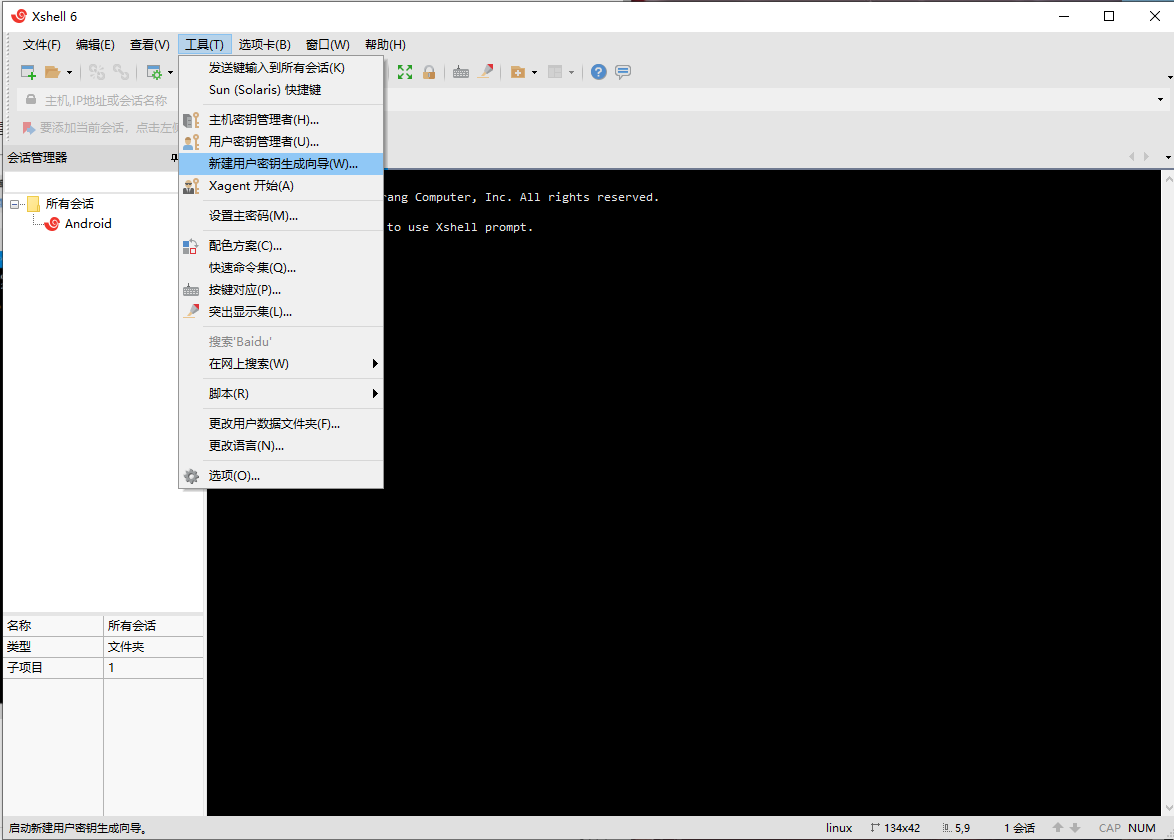 Xshell 6
文件(F) 编辑(E) 查看(V) 工具(T) 选项卡(B) 窗口(W) 帮助(H)
发送键输入到所有会话(K)
Sun (Solaris) 快捷键
主机,IP地址或会话名称
主机密钥管理者(H)...
要添加当前会话，点击左侧
用户密钥管理者(U)...
会话管理器
新建用户密钥生成向导(W)...
Xagent 开始(A)
rang Computer, Inc. All rights reserved.
所有会话
设置主密码(M)...
Android
to use Xshell prompt.
配色方案(C)...
快速命令集(Q)...
按键对应(P)...
突出显示集(L)...
搜索'Baidu'
在网上搜索(W)
脚本(R)
更改用户数据文件夹(F)...
更改语言(N)...
选项(O)...
名称 所有会话
类型 文件夹
子项目 1
启动新建用户密钥生成向导。 linux 134x42 5,9 1 会话 CAP NUM